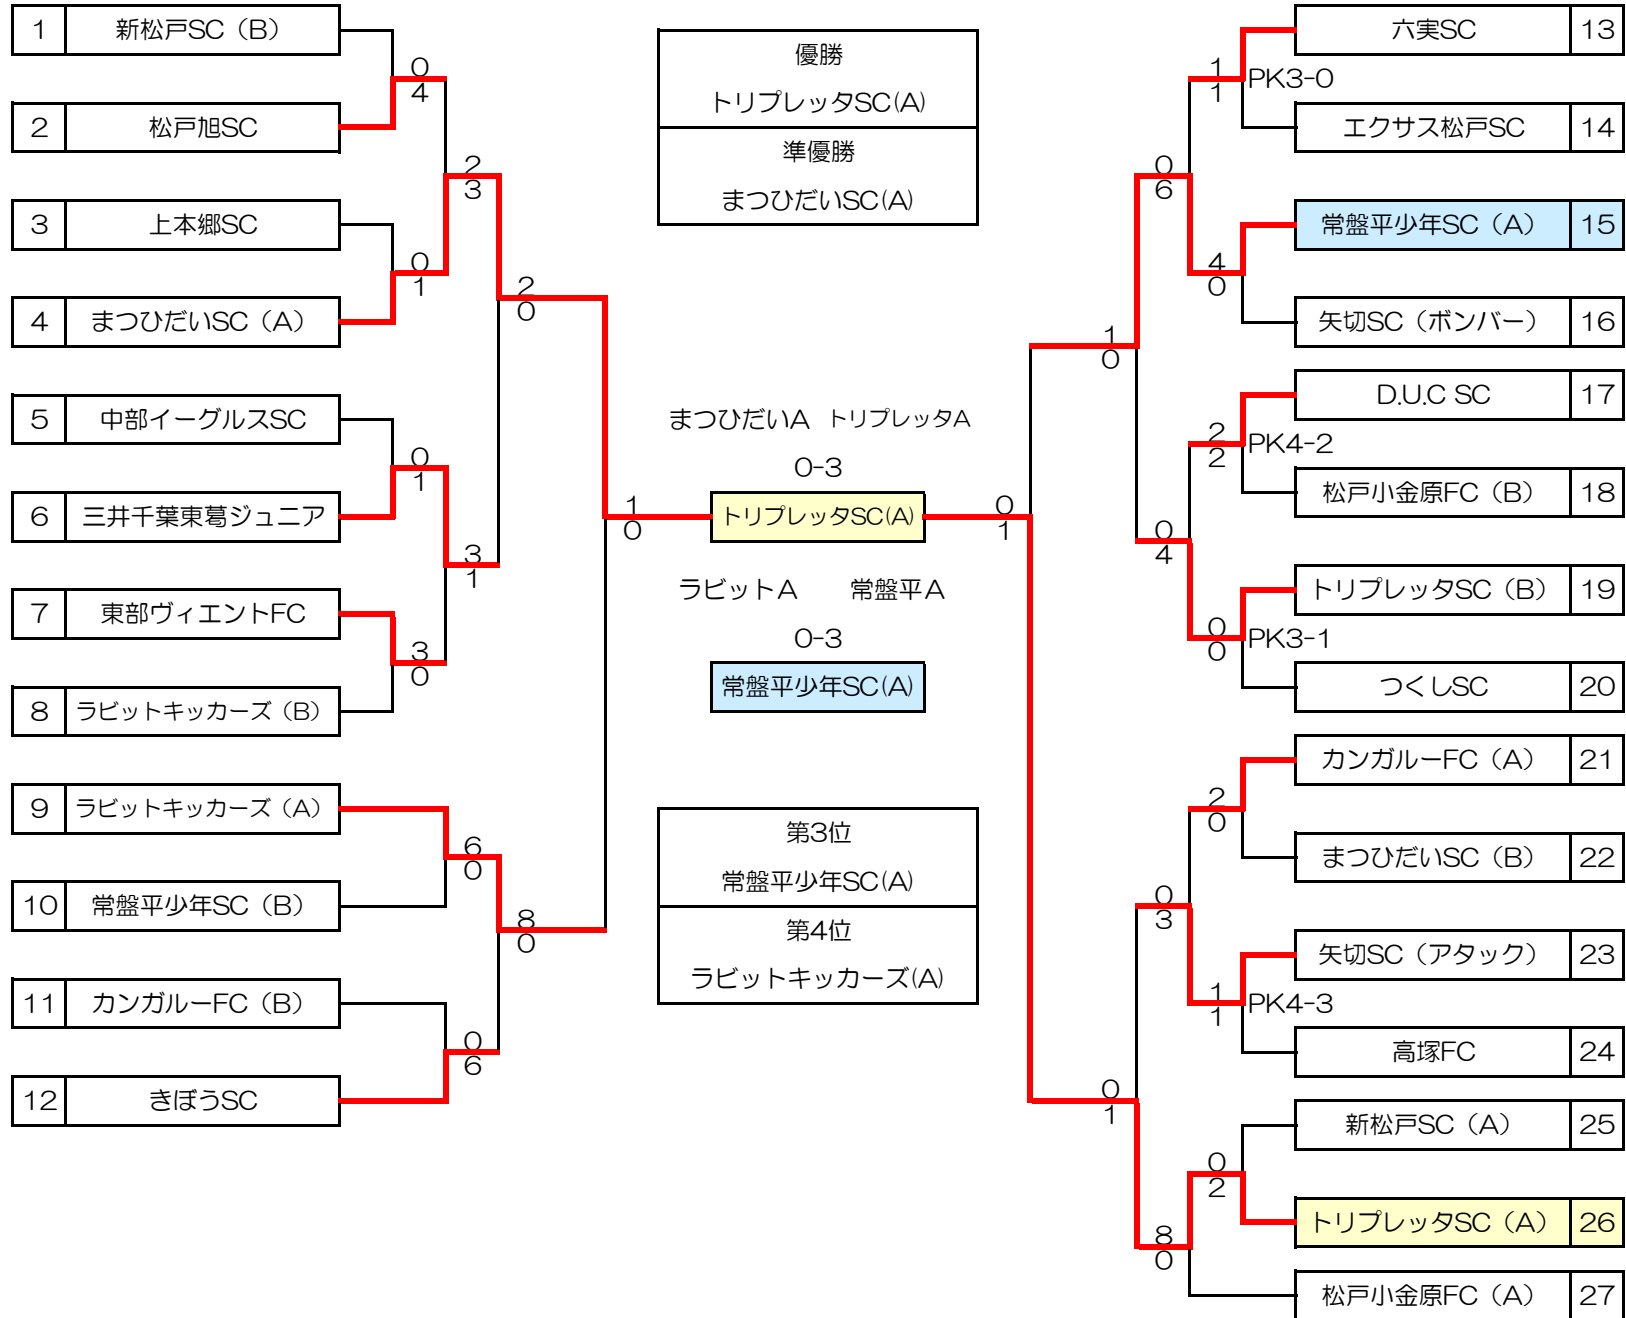 1 新松戸SC（B）
0
4
2 松戸旭SC
2
3
3 上本郷SC
0
1
4 まつひだいSC（A）
2
0
5 中部イーグルスSC
0
1
6 三井千葉東葛ジュニア
3
1
7 東部ヴィエントFC
3
0
8 ラビットキッカーズ（B）
1
0
9 ラビットキッカーズ（A）
6
0
10 常盤平少年SC（B）
8
0
11 カンガルーFC（B）
0
6
12 きぼうSC
優勝
トリプレッタSC(A)
準優勝
まつひだいSC(A)
まつひだいA トリプレッタA
0-3
トリプレッタSC(A)
ラビットA 常盤平A
0-3
常盤平少年SC(A)
第3位
常盤平少年SC(A)
第4位
ラビットキッカーズ(A)
六実SC 13
1
1 PK3-0
エクサス松戸SC 14
0
6
常盤平少年SC（A） 15
4
0
矢切SC（ボンバー） 16
1
0
D.U.C SC 17
2
2 PK4-2
松戸小金原FC（B） 18
0
4
トリプレッタSC（B） 19
0
0 PK3-1
つくしSC 20
0
1
カンガルーFC（A） 21
2
0
まつひだいSC（B） 22
0
3
矢切SC（アタック） 23
1
1 PK4-3
高塚FC 24
0
1
新松戸SC（A） 25
0
2
トリプレッタSC（A） 26
8
0
松戸小金原FC（A） 27